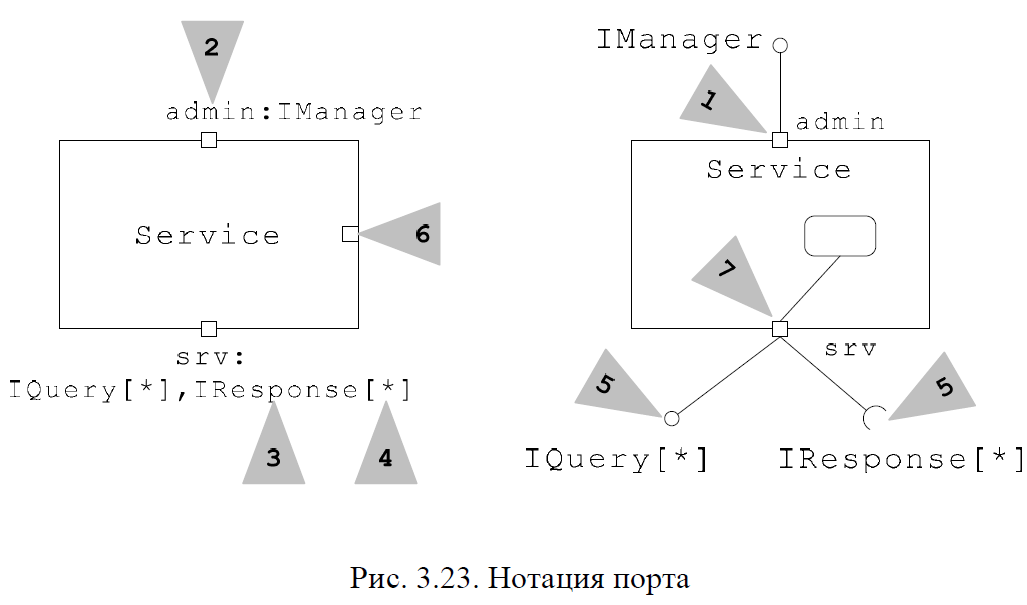 2
admin:IManager
Service
6
srv:
IQuery[*],IResponse[*]
3
4
IManager
1
admin
Service
7
srv
5
5
IQuery[*]
IResponse[*]
Рис. 3.23. Нотация порта